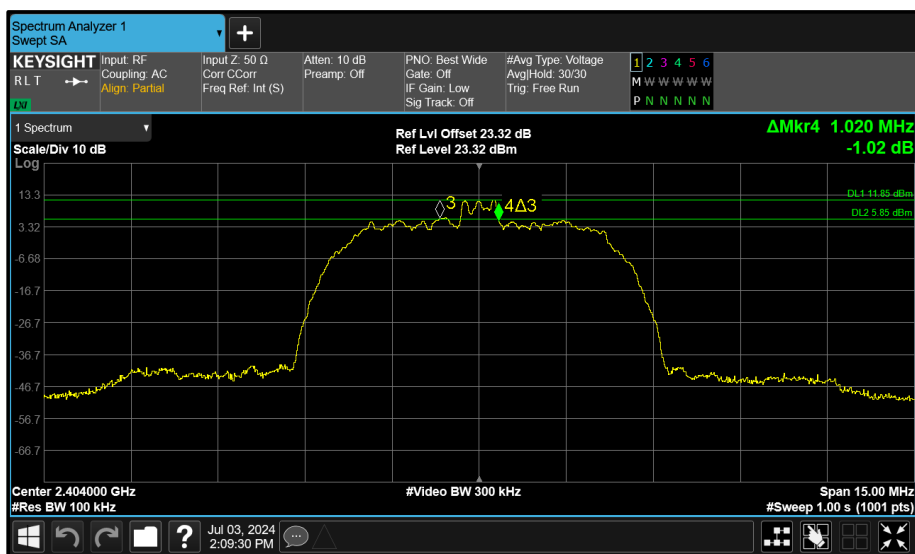 Spectrum Analyzer 1
Swept SA
+
KEYSIGHT
R L T
LXI
Input: RF
Coupling: AC
Align: Partial
Input Z: 50 Ω
Corr CCorr
Freq Ref: Int (S)
Atten: 10 dB
Preamp: Off
PNO: Best Wide
Gate: Off
IF Gain: Low
Sig Track: Off
#Avg Type: Voltage
Avg|Hold: 30/30
Trig: Free Run
1 2 3 4 5 6
M W W W W W
P N N N N N
1 Spectrum
Scale/Div 10 dB
Log
Ref Lvl Offset 23.32 dB
Ref Level 23.32 dBm
ΔMkr4 1.020 MHz
-1.02 dB
13.3
DL1 11.85 dBm
3
4Δ3
DL2 5.85 dBm
3.32
-6.68
-16.7
-26.7
-36.7
-46.7
-56.7
-66.7
Center 2.404000 GHz
#Video BW 300 kHz
Span 15.00 MHz
#Res BW 100 kHz
#Sweep 1.00 s (1001 pts)
?
Jul 03, 2024
2:09:30 PM